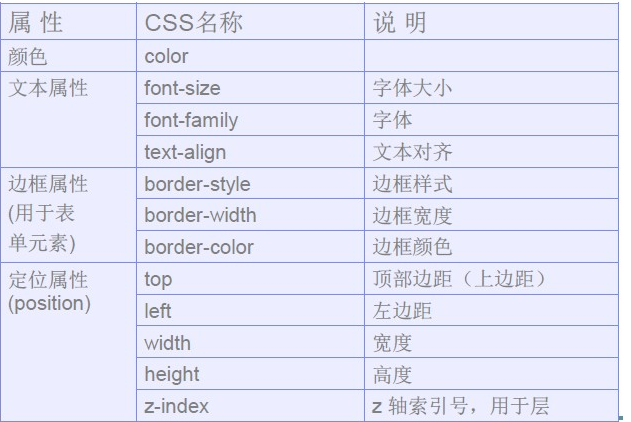 属 性 CSS名称 说 明
颜色 color
文本属性 font-size 字体大小
font-family 字体
text-align 文本对齐
边框属性 border-style 边框样式
(用于表 border-width 边框宽度
单元素) border-color 边框颜色
定位属性 top 顶部边距（上边距）
(position) left 左边距
width 宽度
height 高度
z-index z 轴索引号，用于层